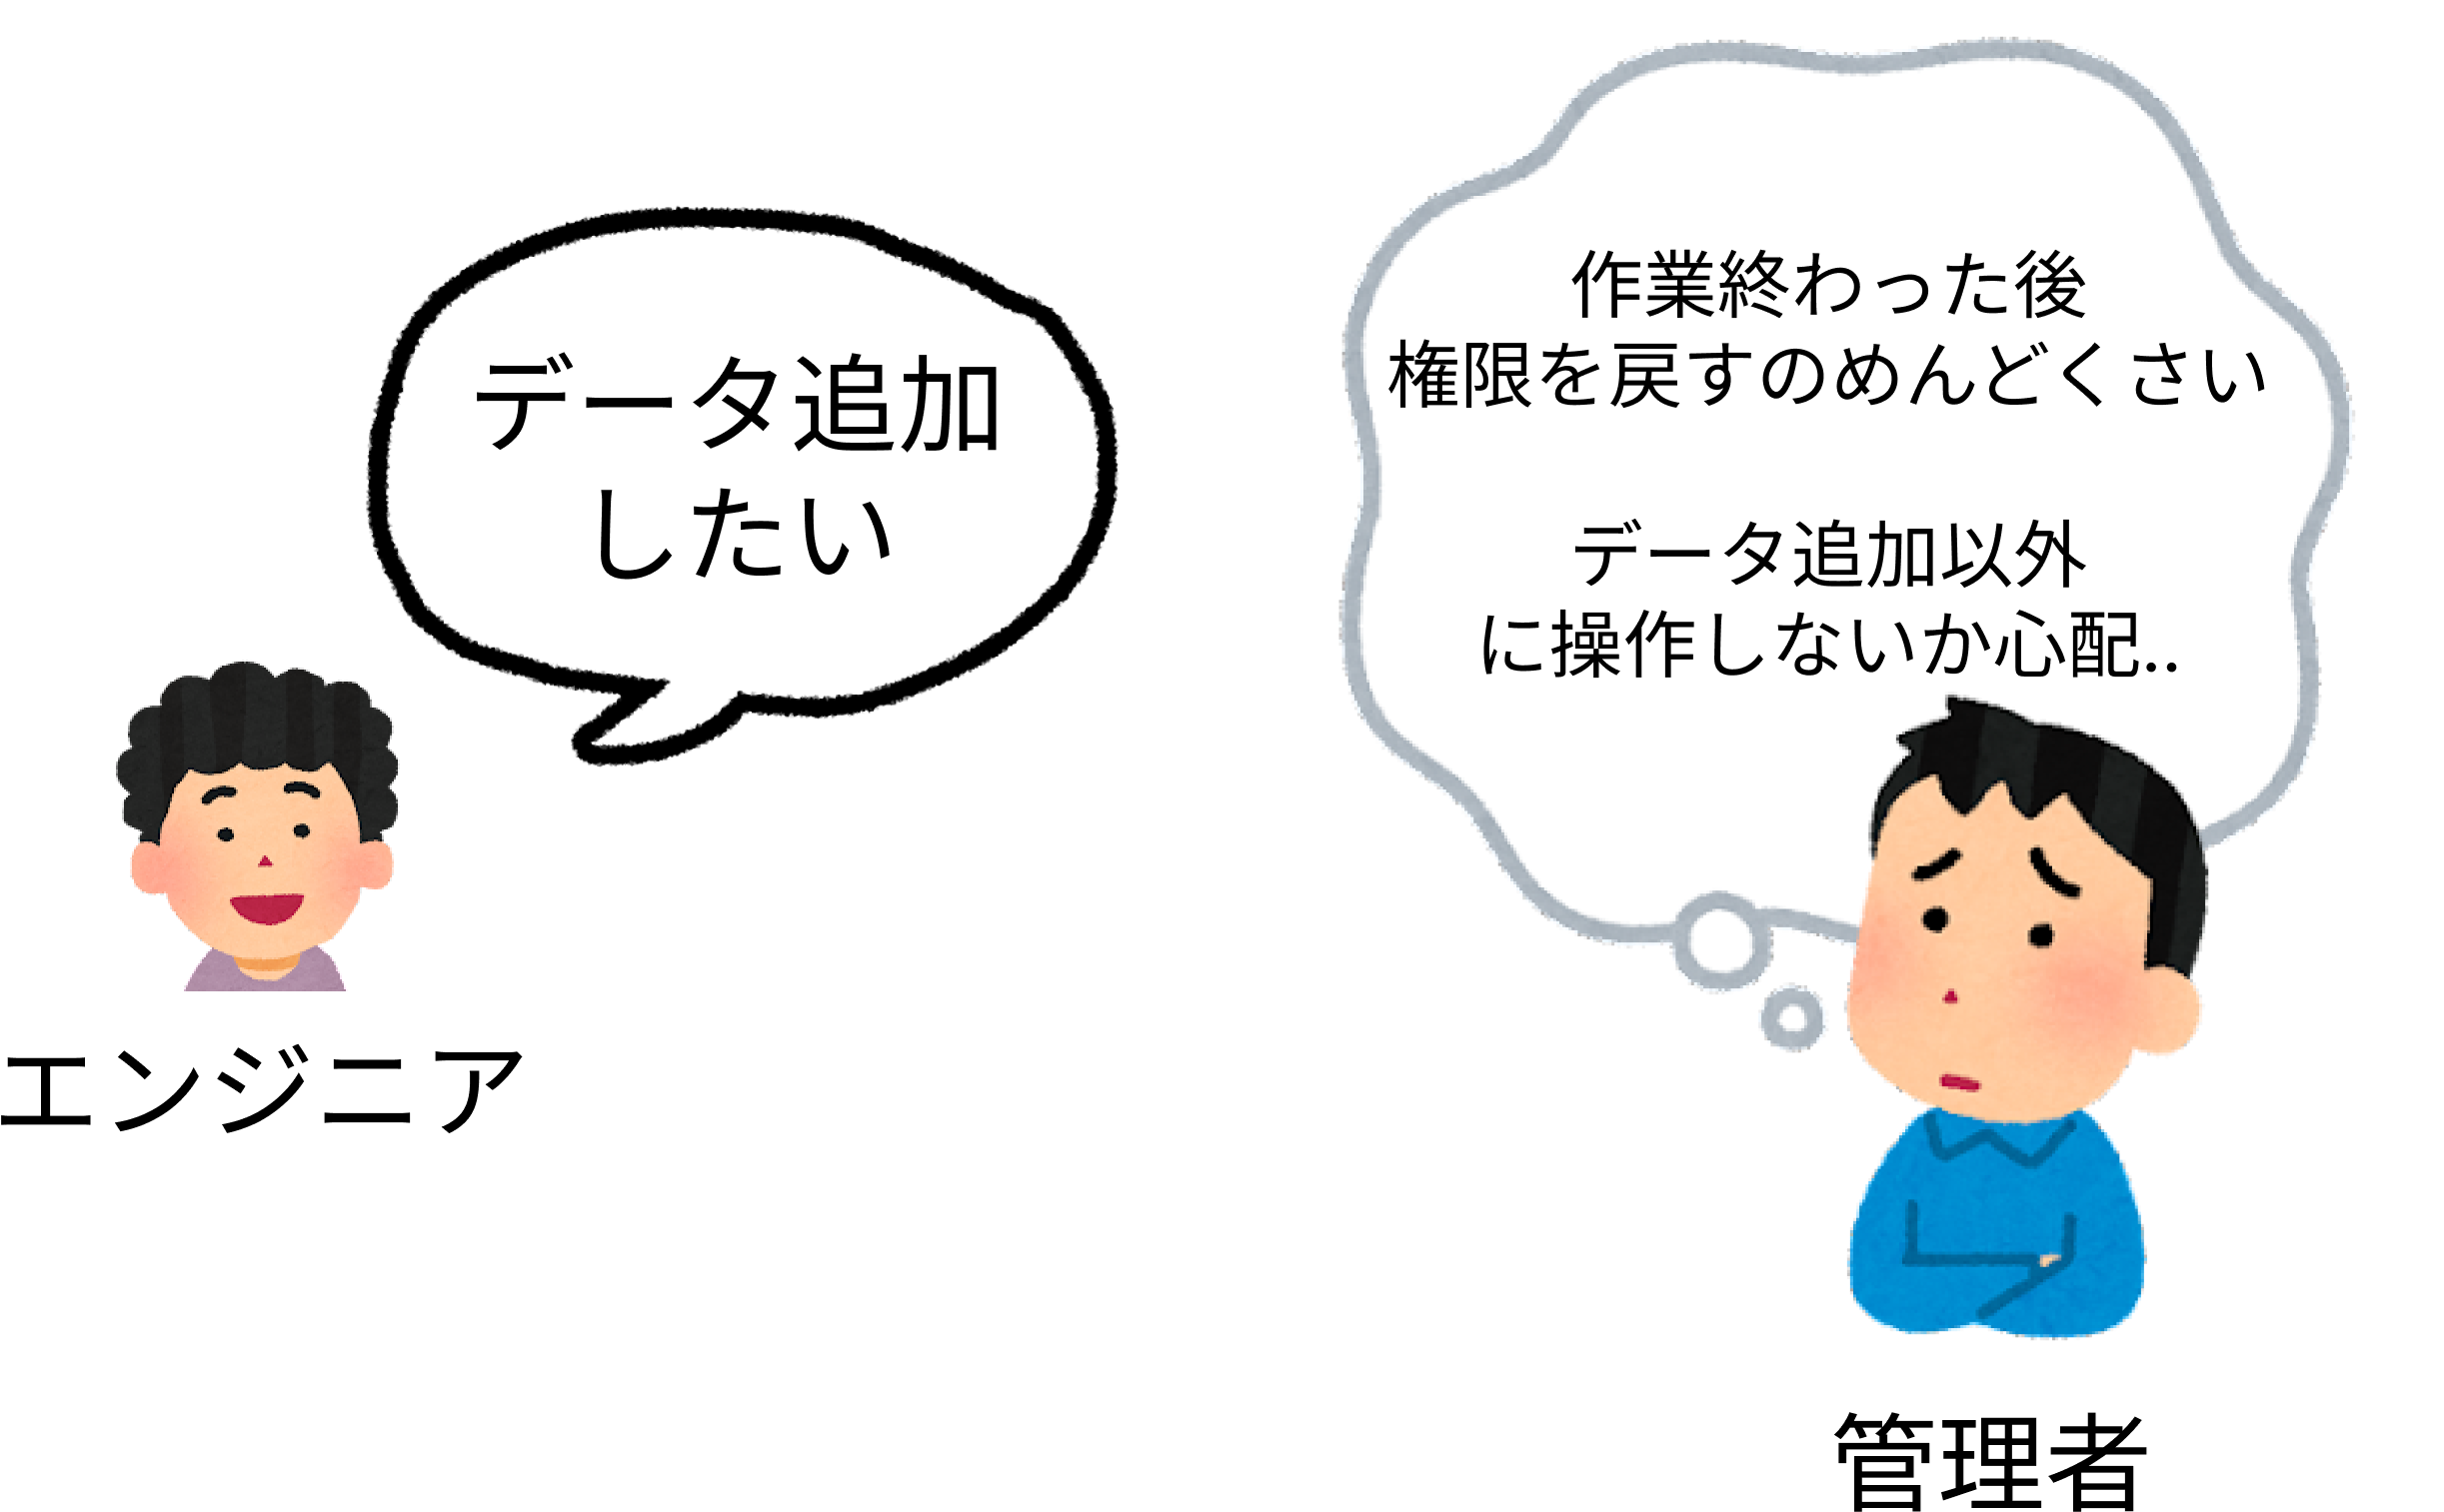 データ追加
したい
エンジニア
作業終わった後
権限を戻すのめんどくさい
データ追加以外
に操作しないか心配..
管理者